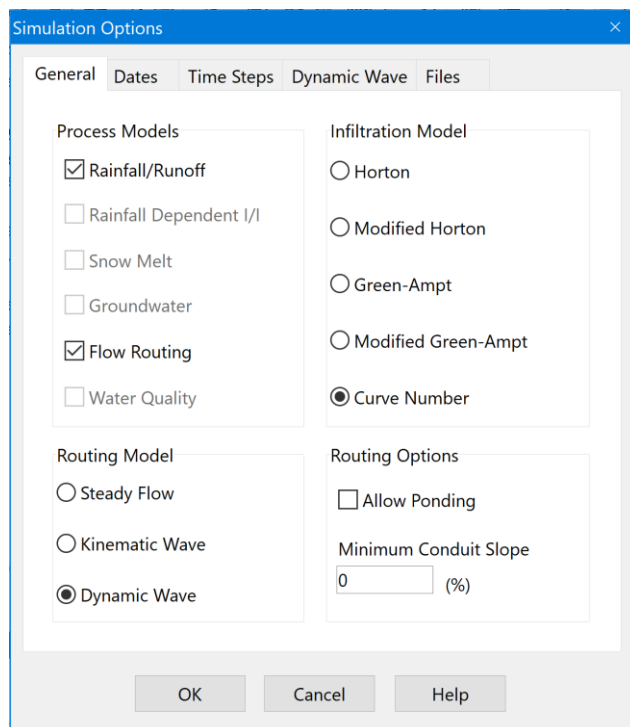 Simulation Options
General Dates Time Steps Dynamic Wave Files
Process Models
Rainfall/Runoff
Rainfall Dependent I/I
Snow Melt
Groundwater
Flow Routing
Water Quality
Infiltration Model
Horton
Modified Horton
Green-Ampt
Modified Green-Ampt
Curve Number
Routing Model
Steady Flow
Kinematic Wave
Dynamic Wave
Routing Options
Allow Ponding
Minimum Conduit Slope
0 (%)
OK Cancel Help